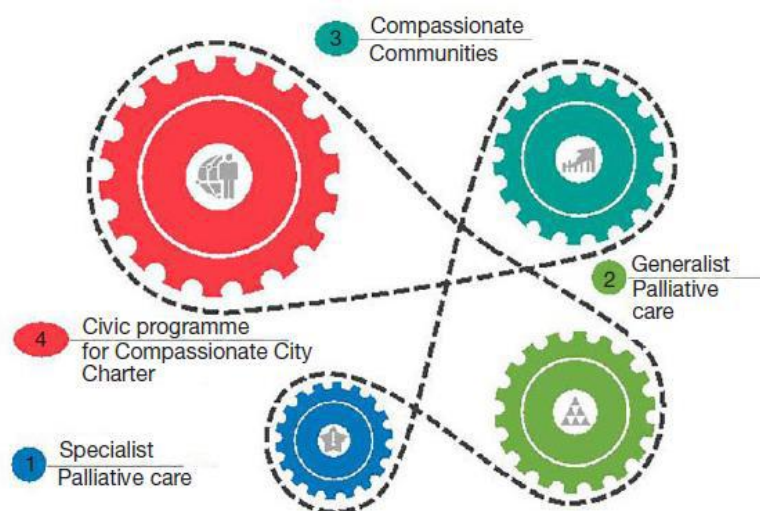 3 Compassionate
Communities
2 Generalist
Palliative
care
4 Civic programme
for Compassionate City
Charter
1 Specialist
Palliative care